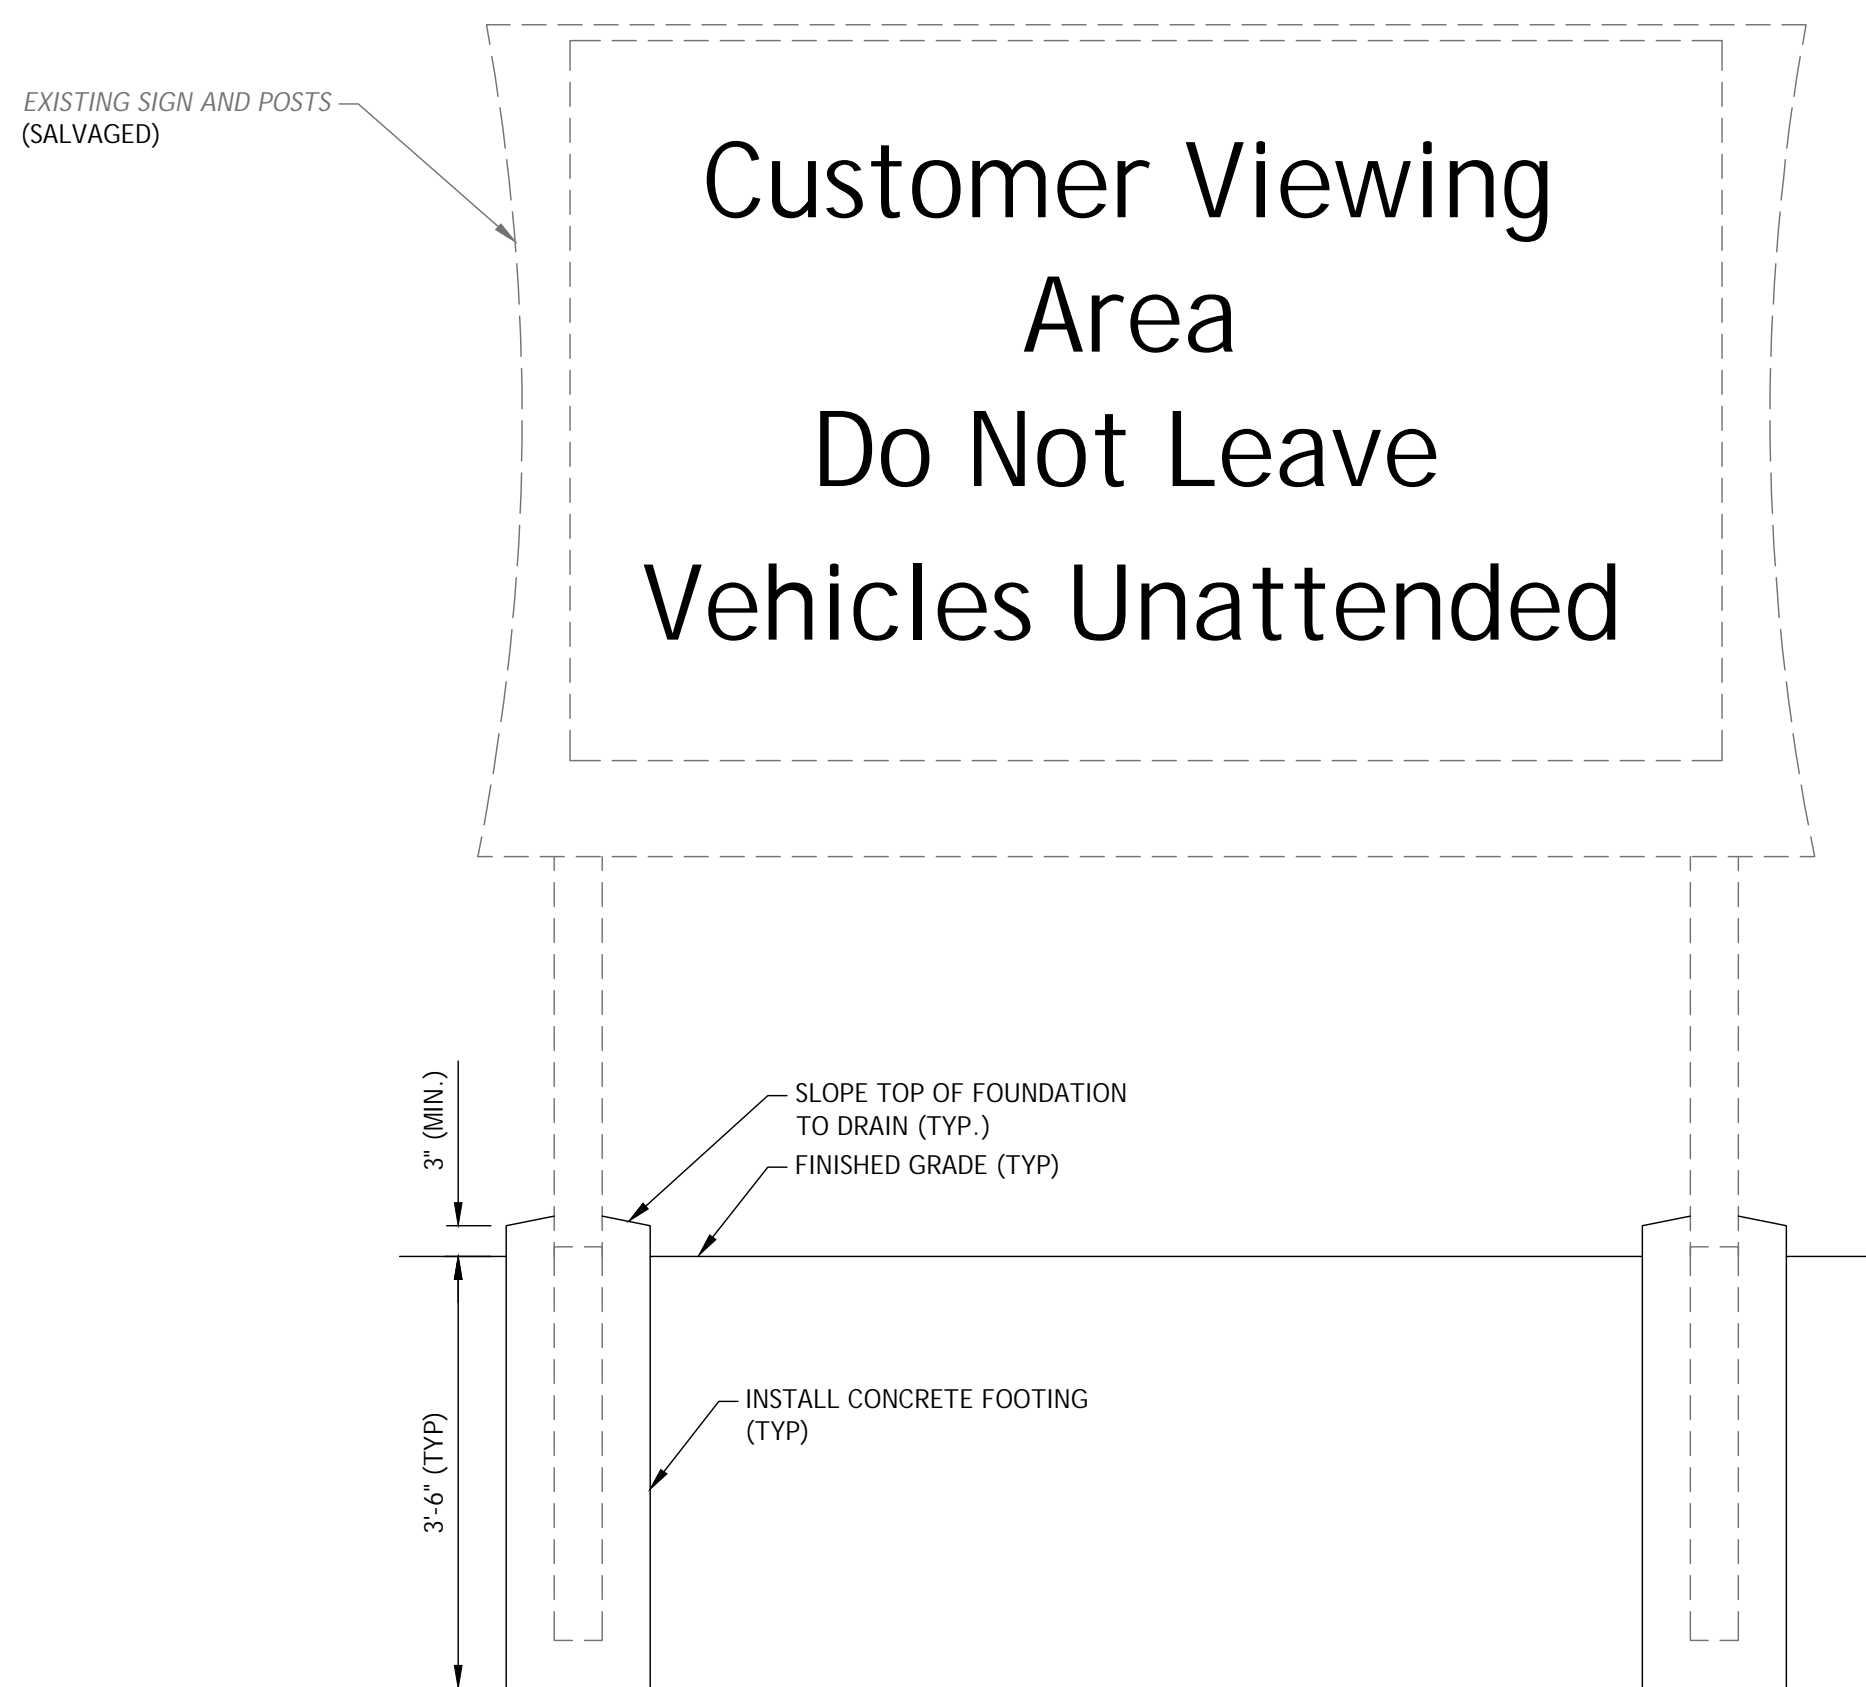 EXISTING SIGN AND POSTS
(SALVAGED)
Customer Viewing
Area
Do Not Leave
Vehicles Unattended
3" (MIN.)
SLOPE TOP OF FOUNDATION
TO DRAIN (TYP.)
FINISHED GRADE (TYP)
3'-6" (TYP)
INSTALL CONCRETE FOOTING
(TYP)